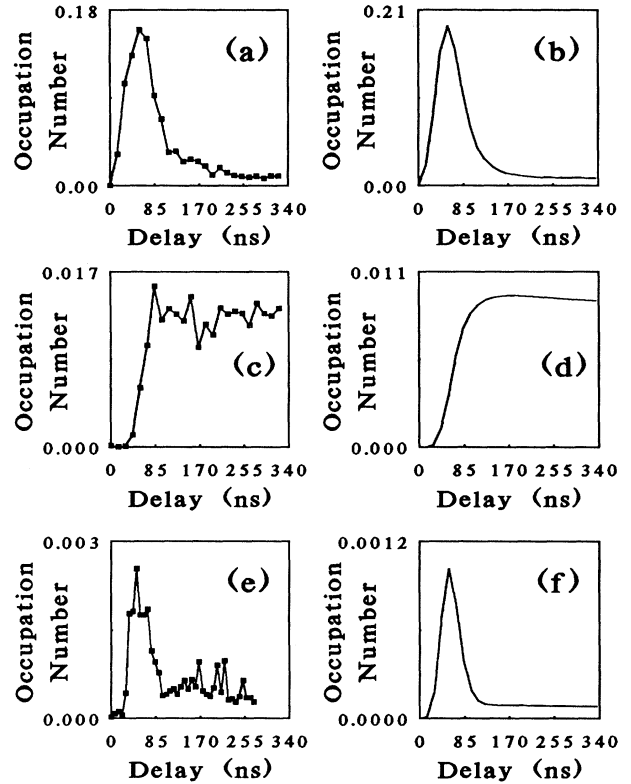 0.18
Occupation Number
(a)
0.00
0 85 170 255 340
Delay (ns)
0.21
Occupation Number
(b)
0.00
0 85 170 255 340
Delay (ns)
0.017
Occupation Number
(c)
0.000
0 85 170 255 340
Delay (ns)
0.011
Occupation Number
(d)
0.000
0 85 170 255 340
Delay (ns)
0.003
Occupation Number
(e)
0.000
0 85 170 255 340
Delay (ns)
0.0012
Occupation Number
(f)
0.0000
0 85 170 255 340
Delay (ns)